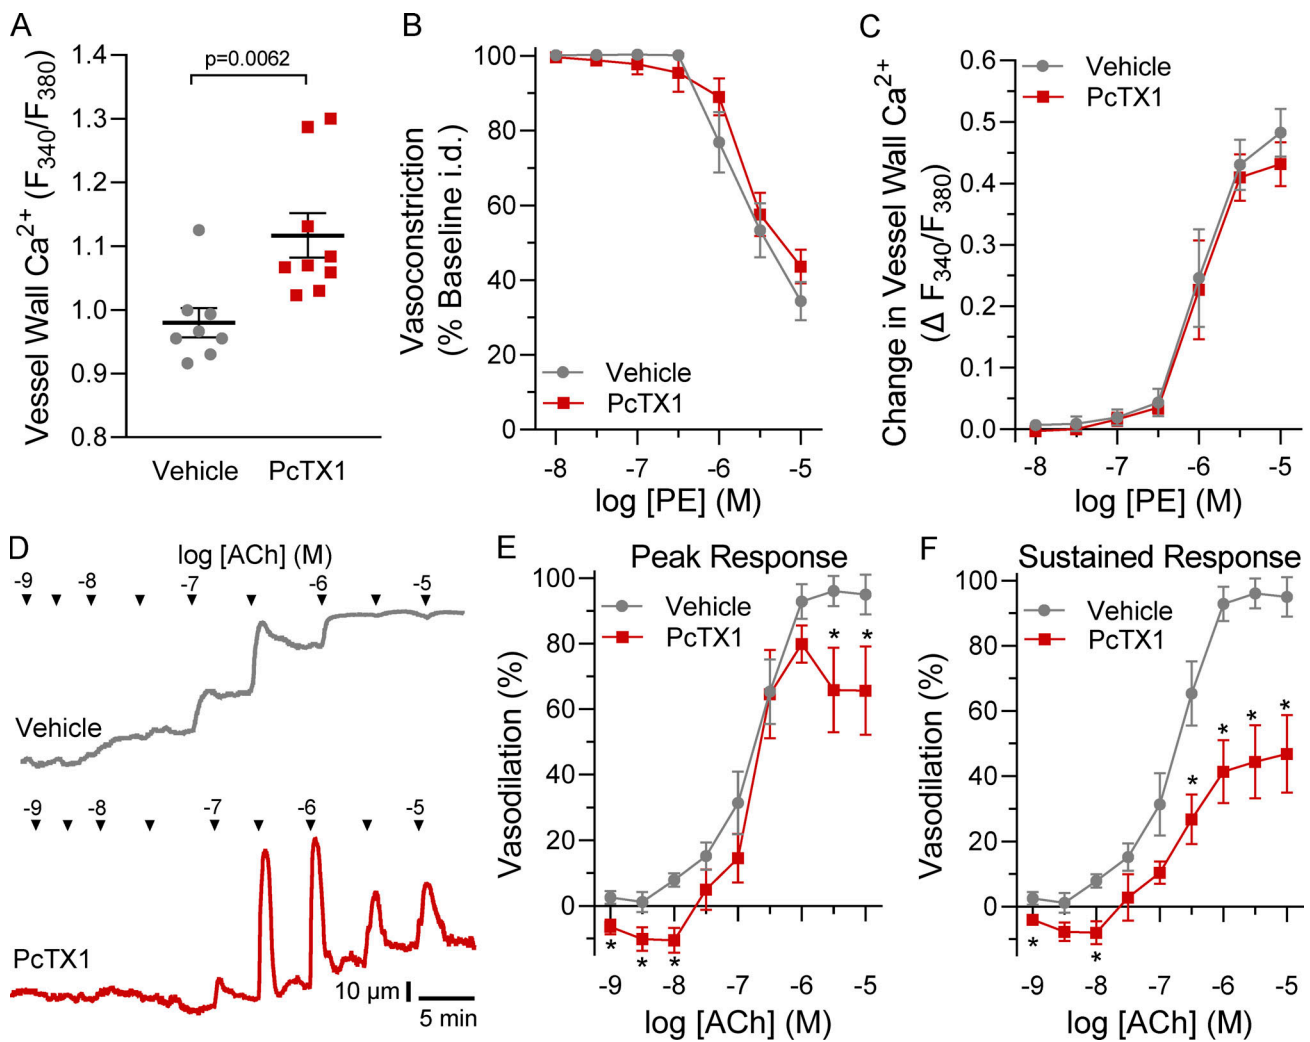 A
Vessel Wall Ca2+ (F340/F380)
1.4
1.3
1.2
1.1
1.0
0.9
0.8
p=0.0062
Vehicle
PcTX1
B
Vasoconstriction
(% Baseline i.d.)
100
80
60
40
20
0
Vehicle
PcTX1
-8
-7
-6
-5
log [PE] (M)
C
Change in Vessel Wall Ca2+
(Δ F340/F380)
0.6
0.5
0.4
0.3
0.2
0.1
0.0
Vehicle
PcTX1
-8
-7
-6
-5
log [PE] (M)
D
log [ACh] (M)
-9
-8
-7
-6
-5
Vehicle
-9
-8
-7
-6
-5
PcTX1
10 µm
5 min
E
Peak Response
Vasodilation (%)
100
80
60
40
20
0
Vehicle
PcTX1
* *
* * *
-9
-8
-7
-6
-5
log [ACh] (M)
F
Sustained Response
Vasodilation (%)
100
80
60
40
20
0
Vehicle
PcTX1
* * * *
* *
-9
-8
-7
-6
-5
log [ACh] (M)